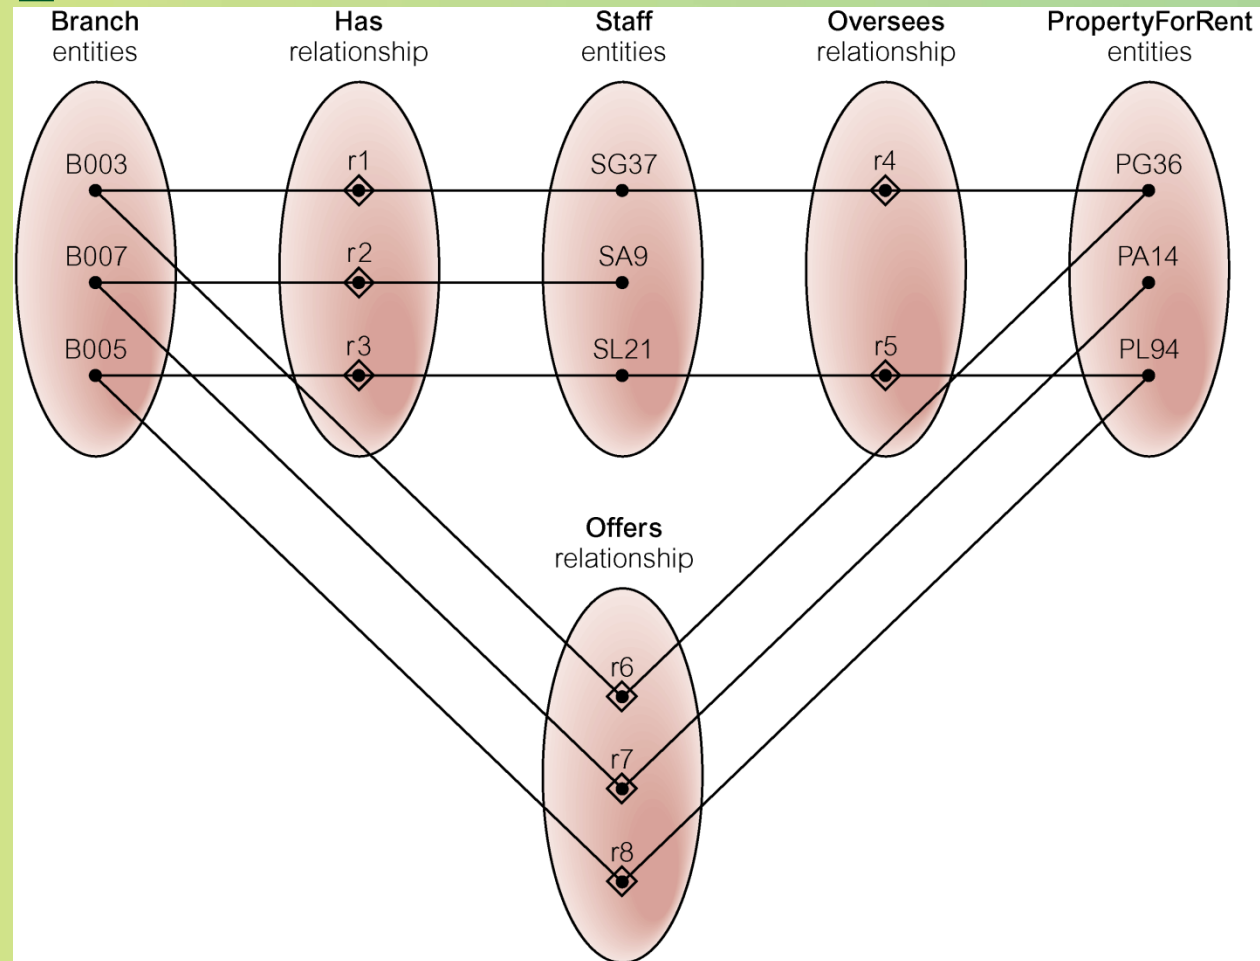 Branch
entities
Has
relationship
Staff
entities
Oversees
relationship
PropertyForRent
entities
B003
r1
SG37
r4
PG36
B007
r2
SA9
PA14
B005
r3
SL21
r5
PL94
Offers
relationship
r6
r7
r8